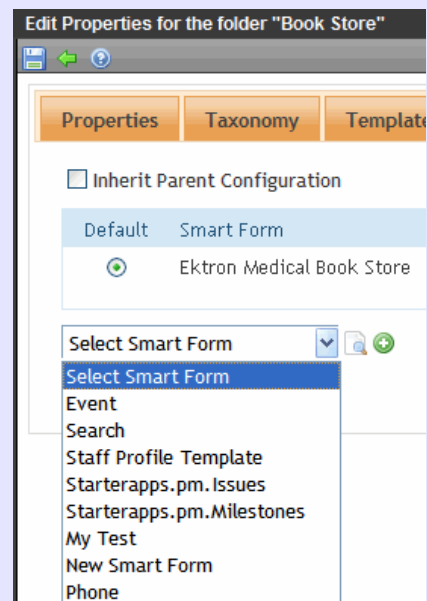 Edit Properties for the folder "Book Store"
Properties Taxonomy Template
Inherit Parent Configuration
Default Smart Form
Ektron Medical Book Store
Select Smart Form
Select Smart Form
Event
Search
Staff Profile Template
Starterapps.pm.Issues
Starterapps.pm.Milestones
My Test
New Smart Form
Phone